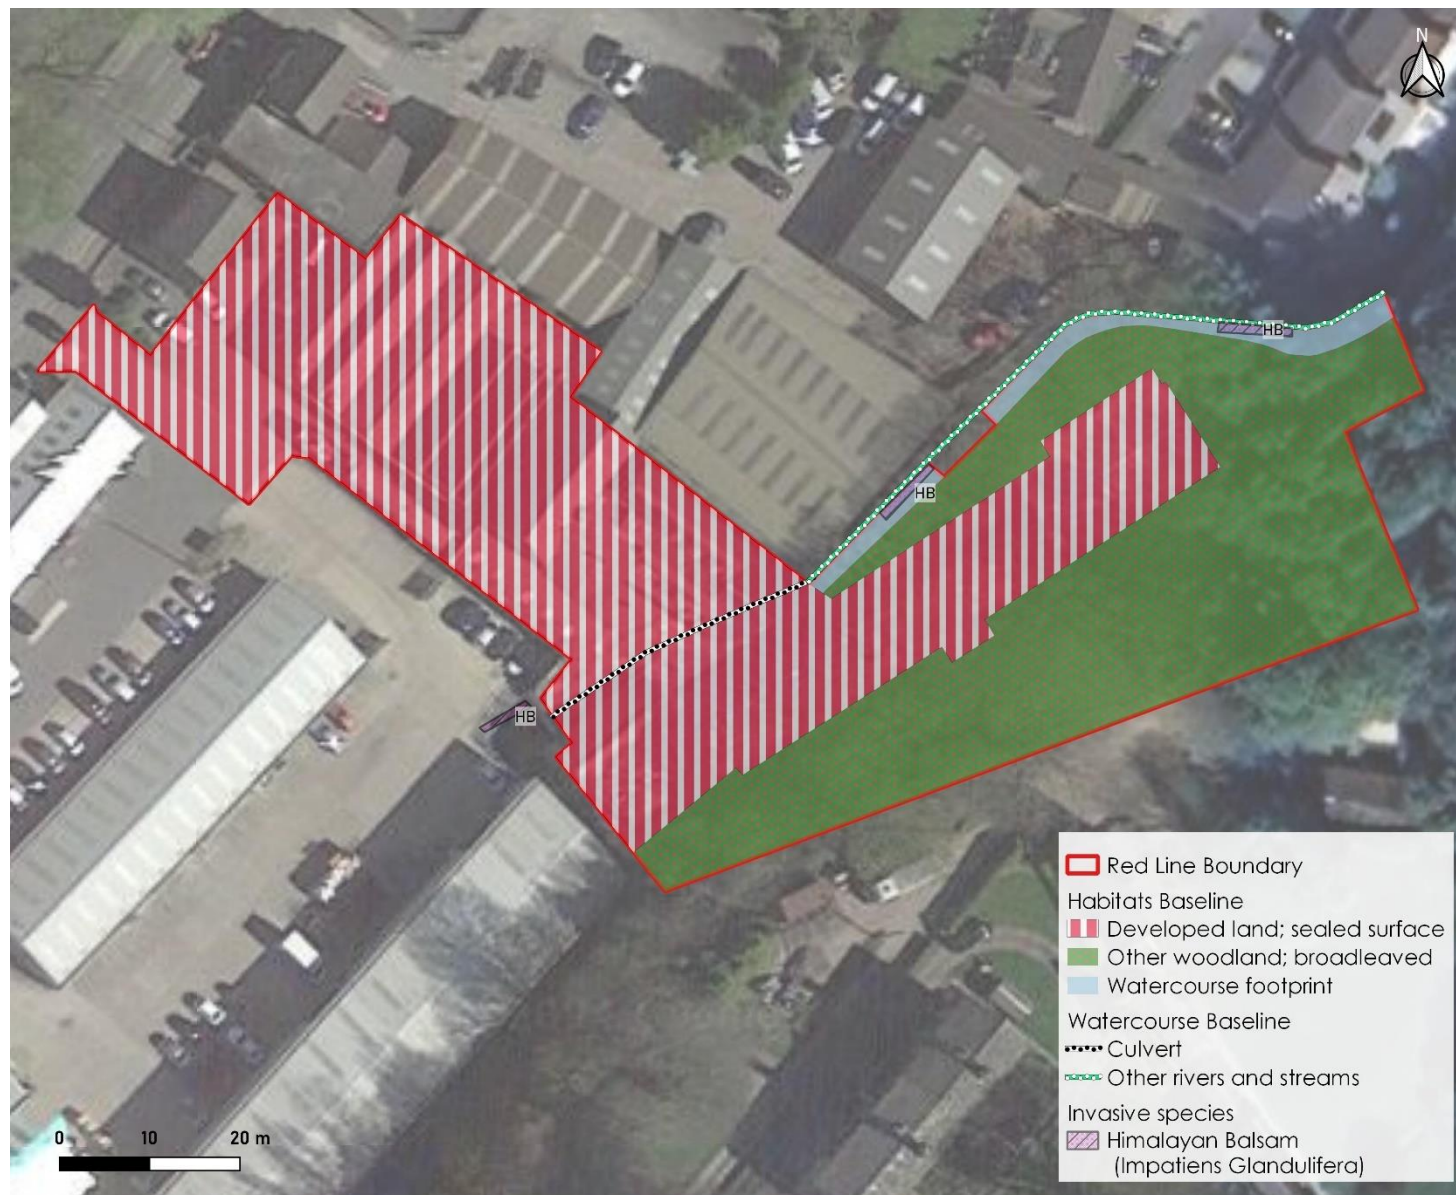 N
HB
HB
HB
Red Line Boundary
Habitats Baseline
Developed land; sealed surface
Other woodland; broadleaved
Watercourse footprint
Watercourse Baseline
Culvert
Other rivers and streams
Invasive species
Himalayan Balsam
(Impatiens Glandulifera)
0 10 20 m